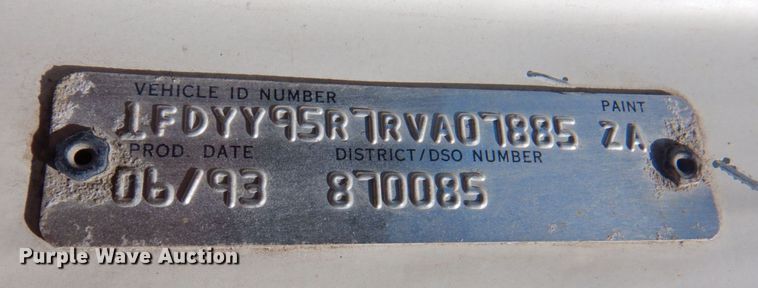 VEHICLE ID NUMBER PAINT
1FDYY95R7RVA07885 ZA
PROD. DATE DISTRICT/DSO NUMBER
06/93 870085
Purple Wave Auction